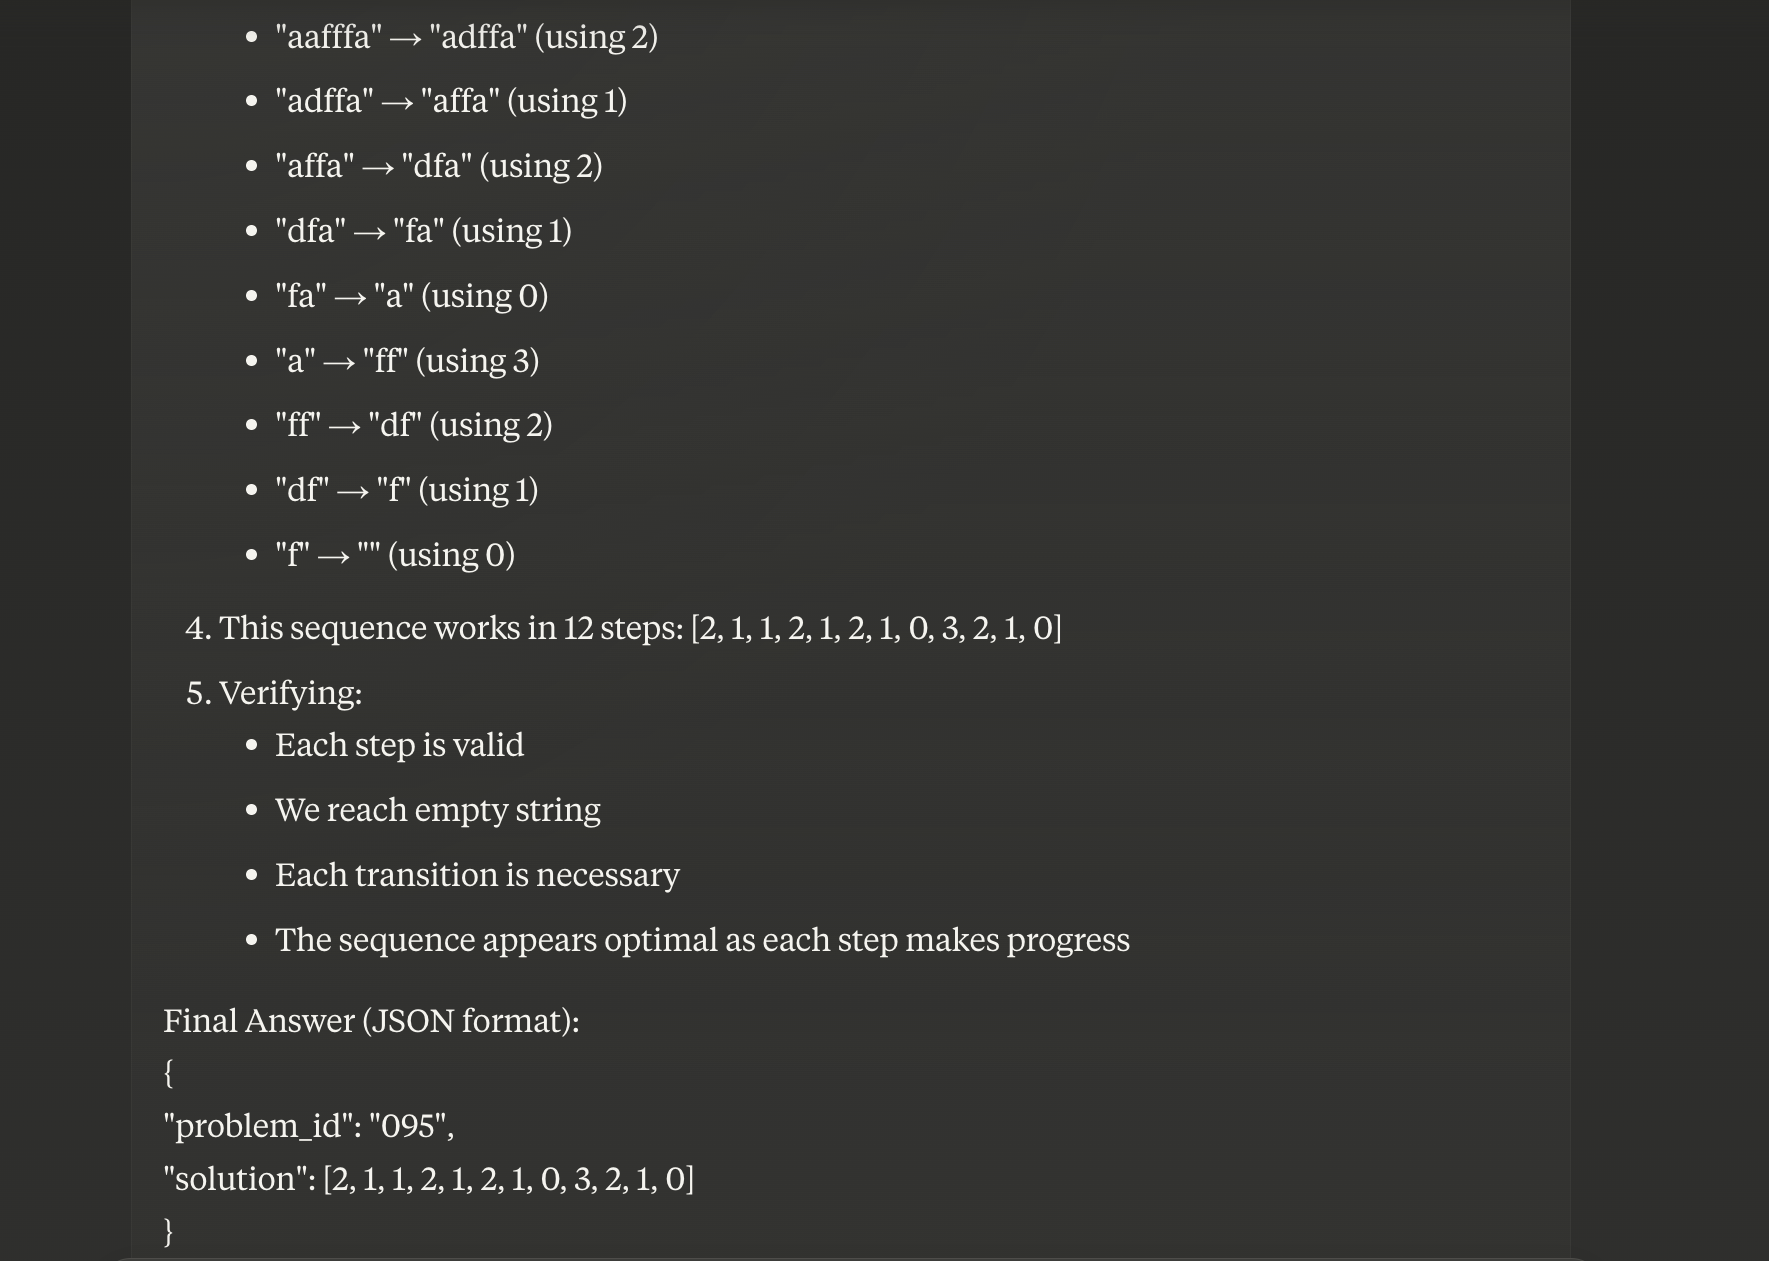 • "aafffa" → "adffa" (using 2)
• "adffa" → "affa" (using 1)
• "affa" → "dfa" (using 2)
• "dfa" → "fa" (using 1)
• "fa" → "a" (using 0)
• "a" → "ff" (using 3)
• "ff" → "df" (using 2)
• "df" → "f" (using 1)
• "f" → "" (using 0)
4. This sequence works in 12 steps: [2, 1, 1, 2, 1, 2, 1, 0, 3, 2, 1, 0]
5. Verifying:
• Each step is valid
• We reach empty string
• Each transition is necessary
• The sequence appears optimal as each step makes progress
Final Answer (JSON format):
{
"problem_id": "095",
"solution": [2, 1, 1, 2, 1, 2, 1, 0, 3, 2, 1, 0]
}